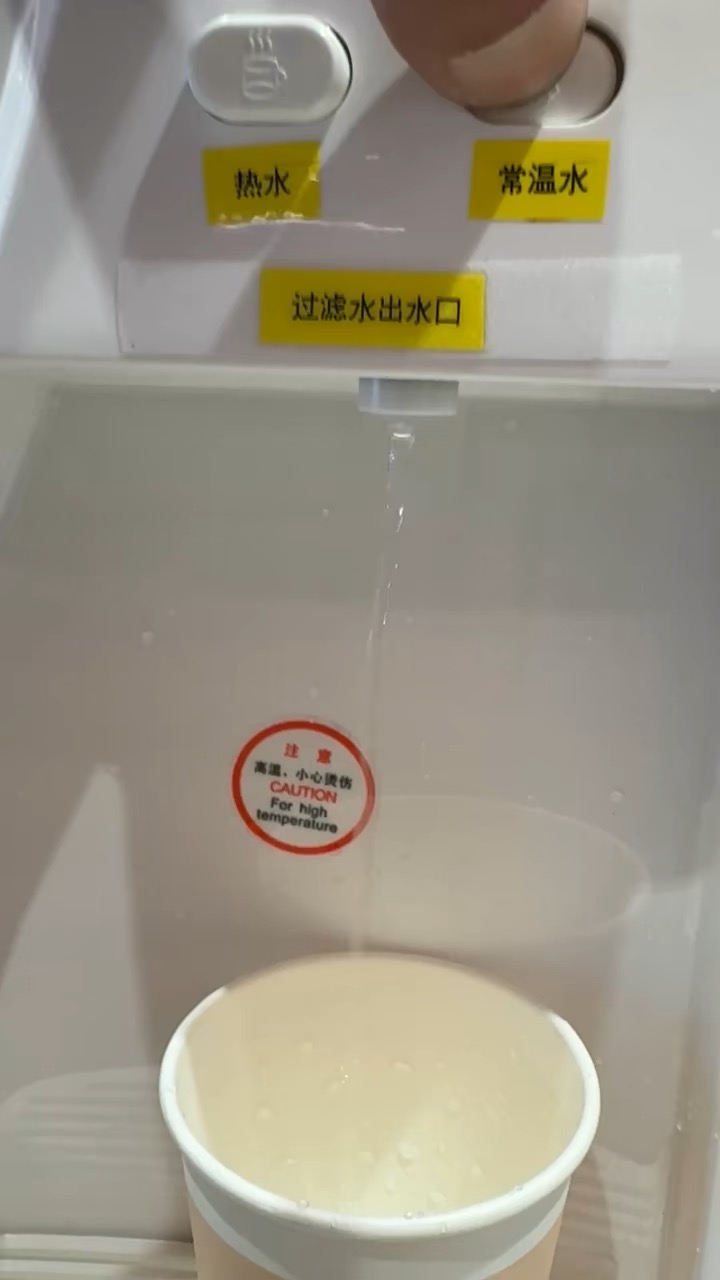 热水
常温水
过滤水出水口
注 意
高温、小心烫伤
CAUTION
For high
temperature